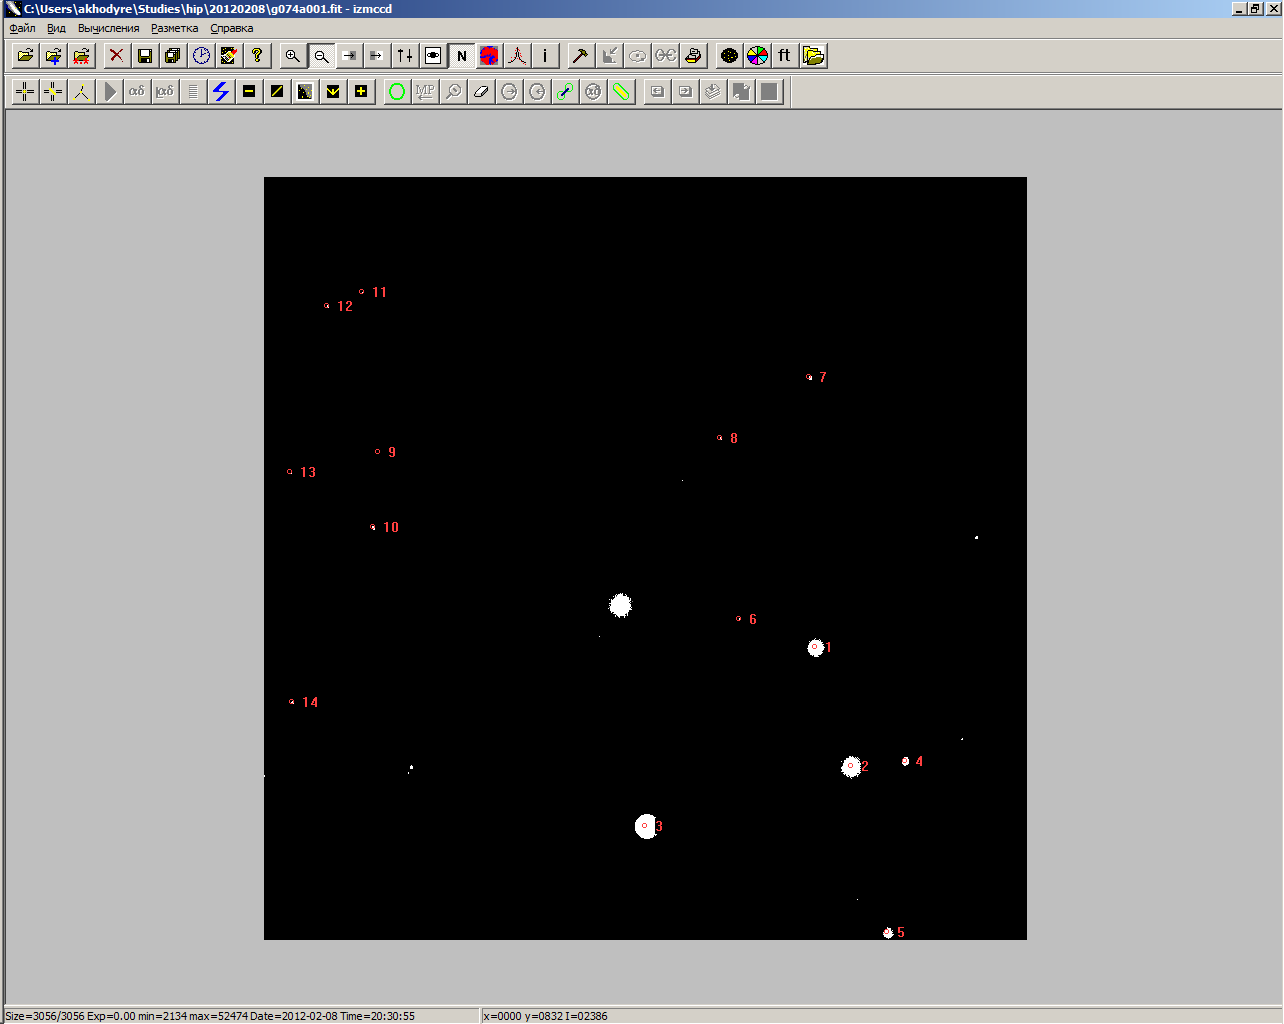 C:\Users\akhodyre\Studies\hip\20120208\g074a001.fit - izmccd
Файл Вид Вычисления Разметка Справка
N i ft
αδ αδ MP αδ
11
12
7
8
9
13
10
6
1
14
2
4
3
5
Size=3056/3056 Exp=0.00 min=2134 max=52474 Date=2012-02-08 Time=20:30:55 x=0000 y=0832 I=02386